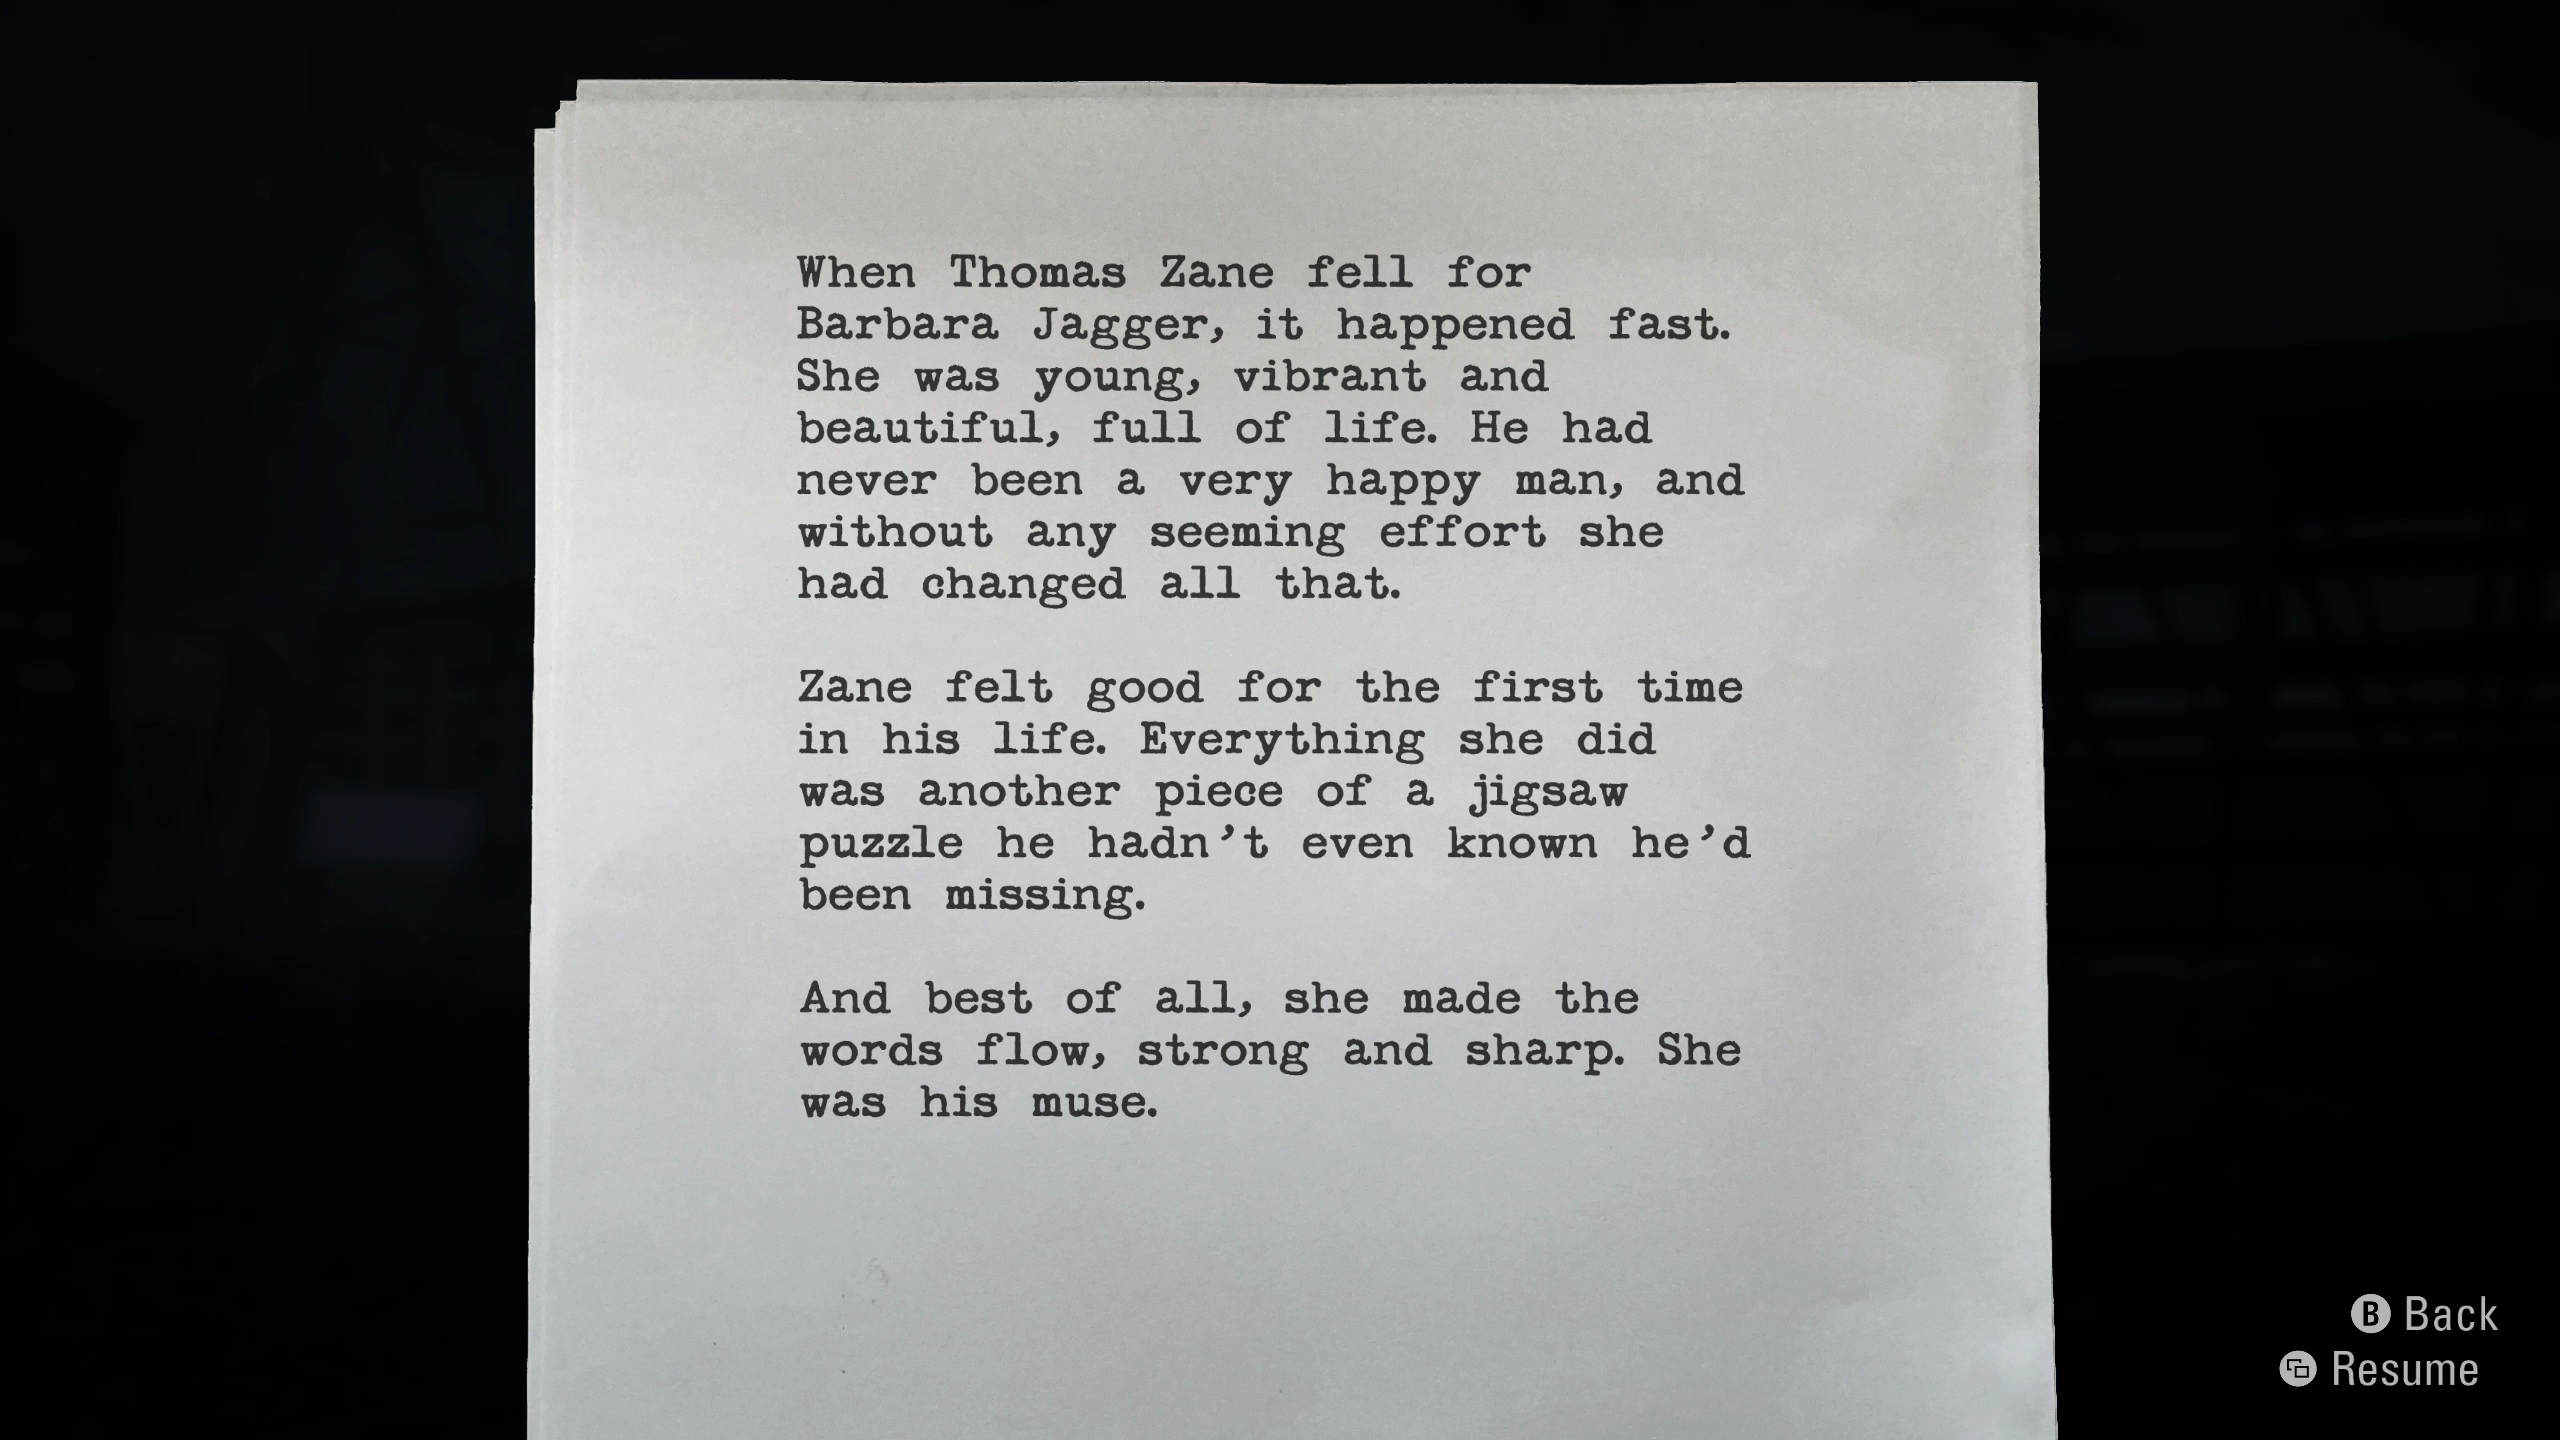 When Thomas Zane fell for
Barbara Jagger, it happened fast.
She was young, vibrant and
beautiful, full of life. He had
never been a very happy man, and
without any seeming effort she
had changed all that.
Zane felt good for the first time
in his life. Everything she did
was another piece of a jigsaw
puzzle he hadn’t even known he’d
been missing.
And best of all, she made the
words flow, strong and sharp. She
was his muse.
B Back
Resume